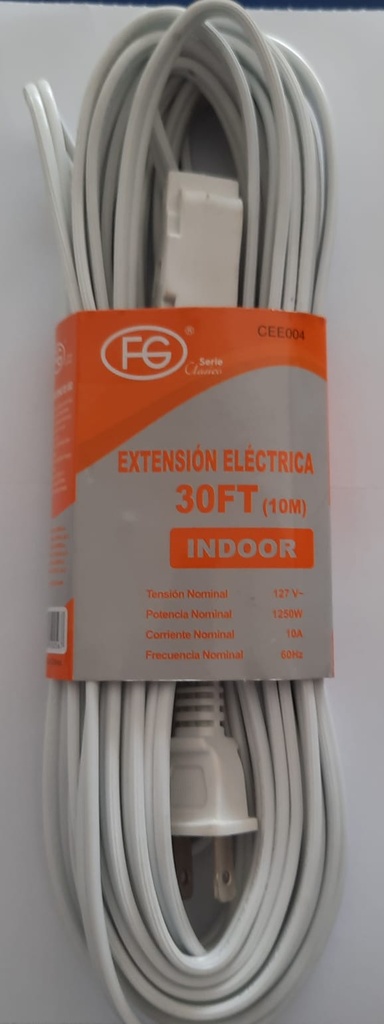 FG ®
Serie
Clasico
CEE004
EXTENSIÓN ELÉCTRICA
30FT (10M)
INDOOR
Tensión Nominal 127 V~
Potencia Nominal 1250W
Corriente Nominal 10A
Frecuencia Nominal 60Hz